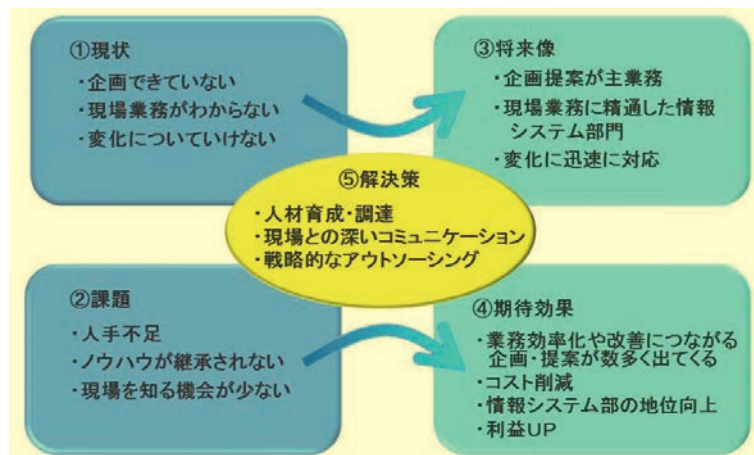 ①現状
・企画できていない
・現場業務がわからない
・変化についていけない
②課題
・人手不足
・ノウハウが継承されない
・現場を知る機会が少ない
③将来像
・企画提案が主業務
・現場業務に精通した情報
システム部門
・変化に迅速に対応
④期待効果
・業務効率化や改善につながる
企画・提案が数多く出てくる
・コスト削減
・情報システム部の地位向上
・利益UP
⑤解決策
・人材育成・調達
・現場との深いコミュニケーション
・戦略的なアウトソーシング